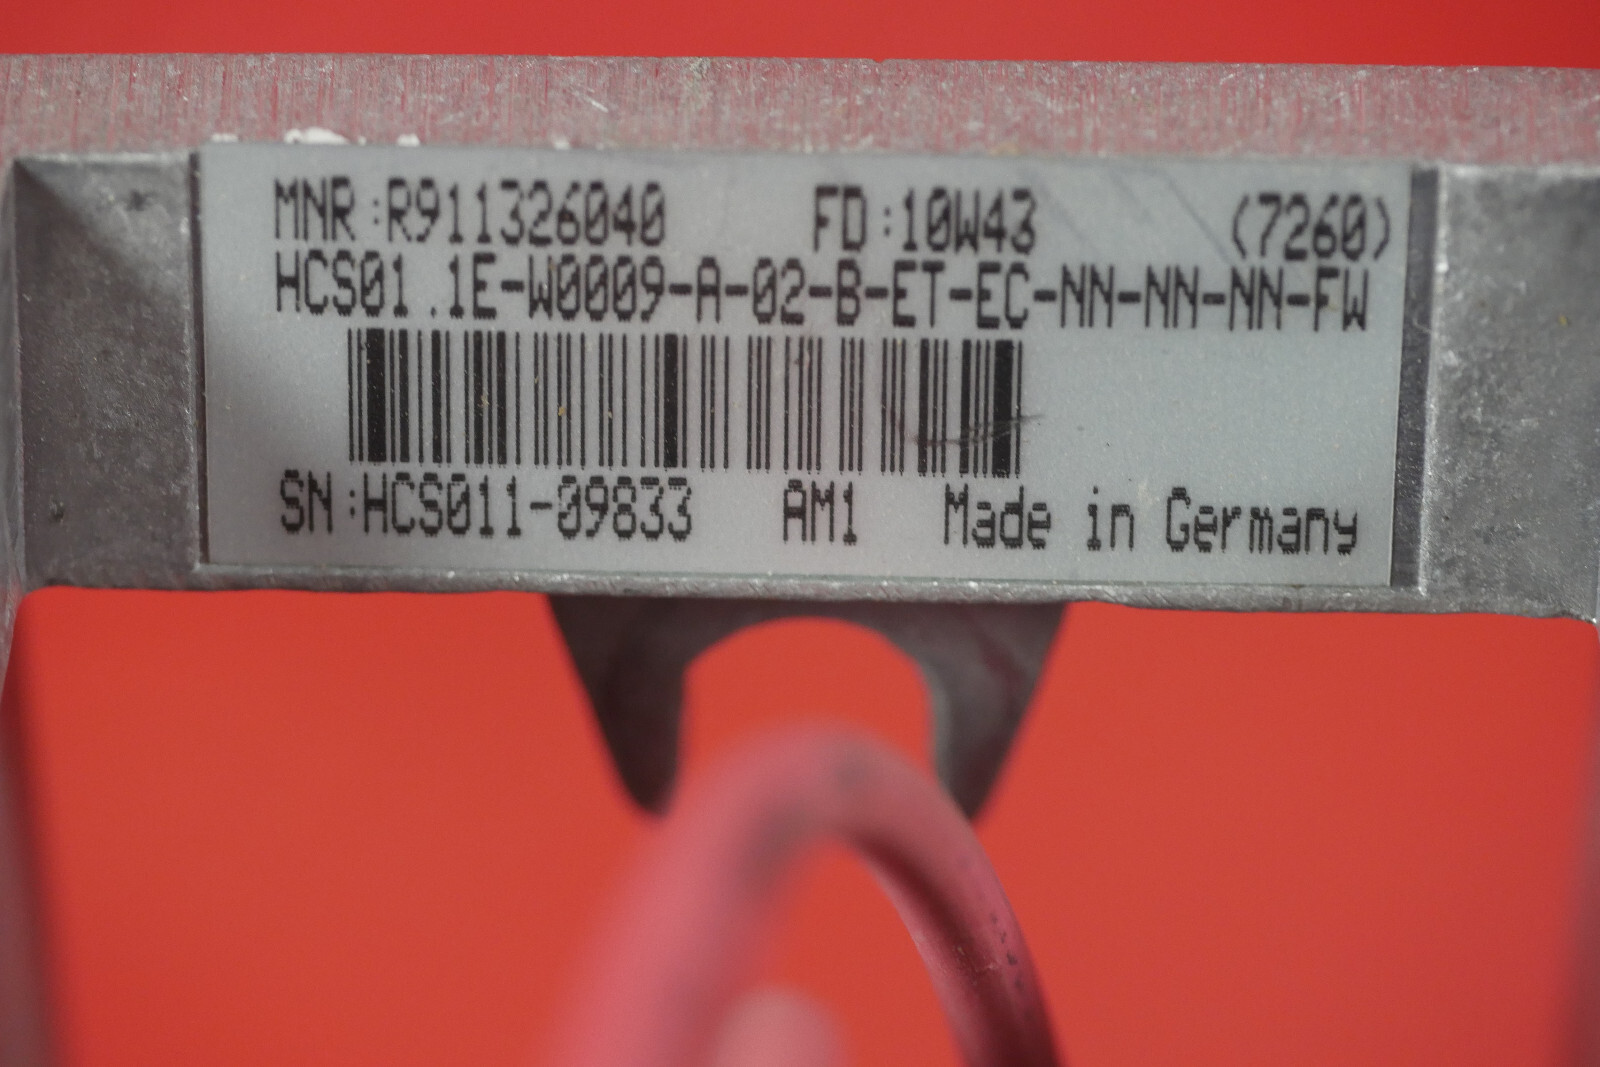 MNR:R911326040 FD:10W43 (7260)
HCS01.1E-W0009-A-02-B-ET-EC-NN-NN-NN-FW
SN:HCS011-09833 AM1 Made in Germany